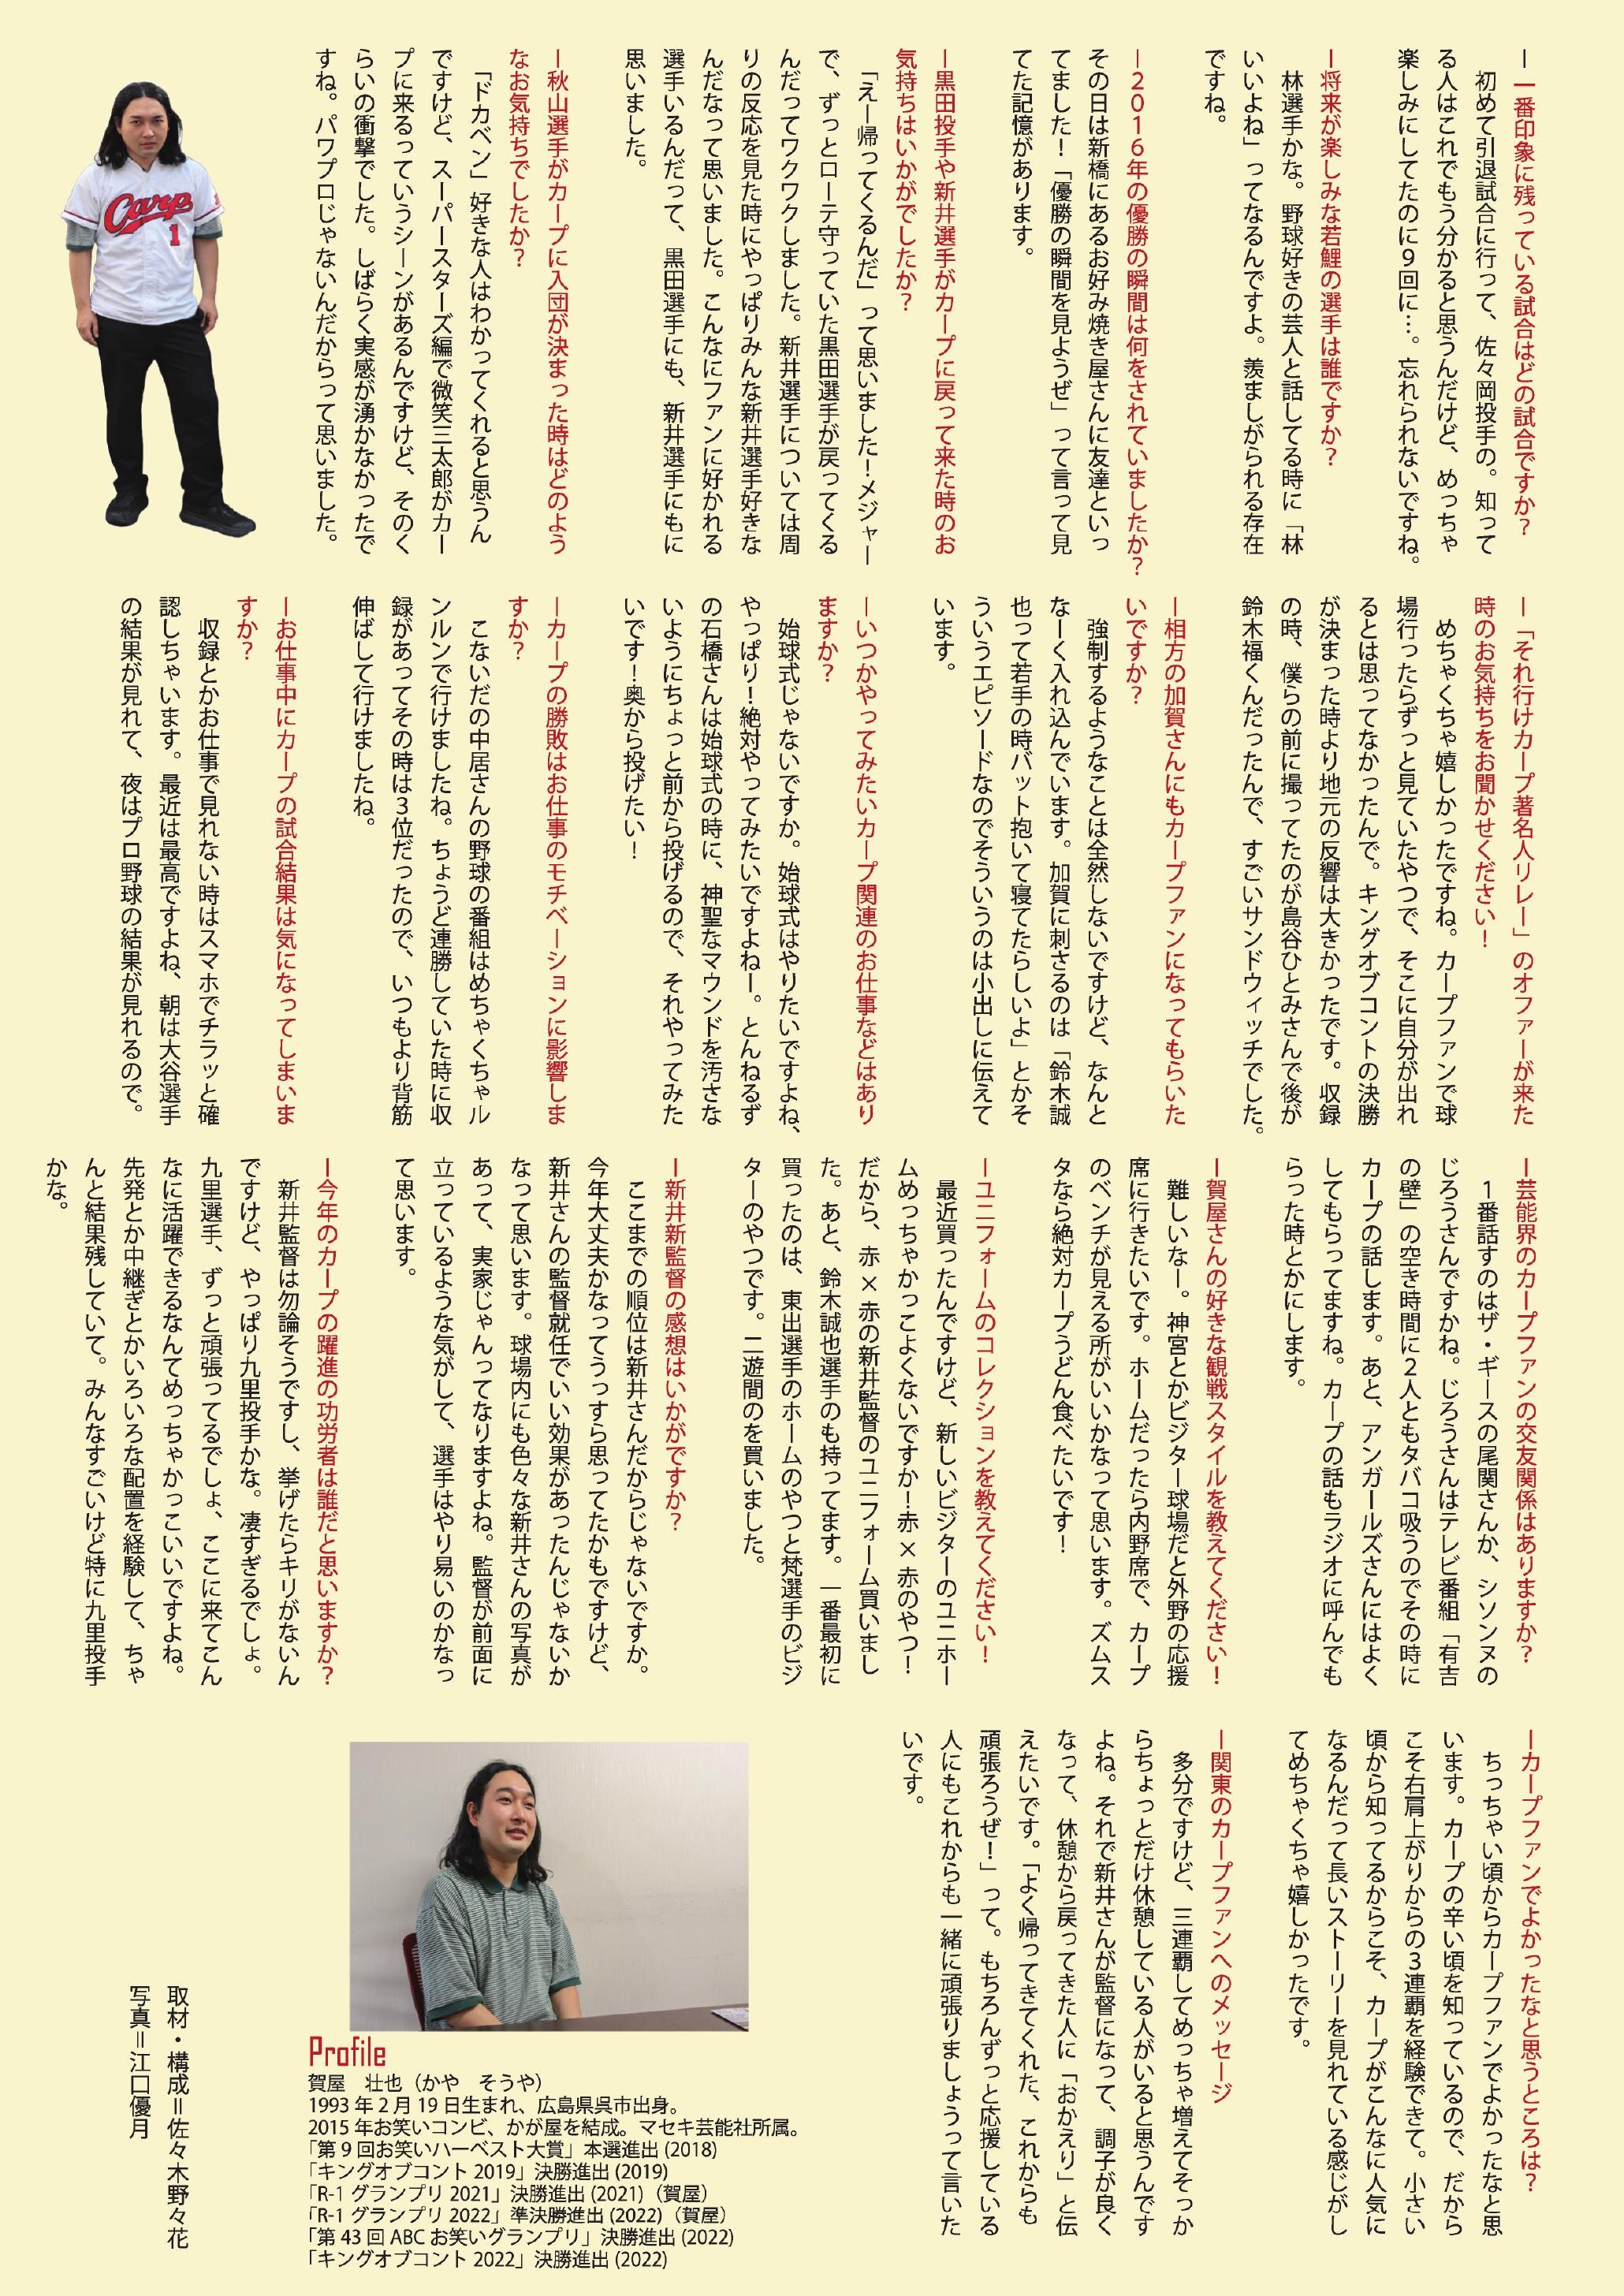 ー一番印象に残っている試合はどの試合ですか？
初めて引退試合に行って、佐々岡投手の。知って
る人はこれでもう分かると思うんだけど、めっちゃ
楽しみにしてたのに９回に…。忘れられないですね。
ー将来が楽しみな若鯉の選手は誰ですか？
林選手かな。野球好きの芸人と話してる時に「林
いいよね」ってなるんですよ。羨ましがられる存在
ですね。
ー２０１６年の優勝の瞬間は何をされていましたか？
その日は新橋にあるお好み焼き屋さんに友達といっ
てました！「優勝の瞬間を見ようぜ」って言って見
てた記憶があります。
ー黒田投手や新井選手がカープに戻って来た時のお
気持ちはいかがでしたか？
「えー帰ってくるんだ」って思いました！メジャー
で、ずっとローテ守っていた黒田選手が戻ってくる
んだってワクワクしました。新井選手については周
りの反応を見た時にやっぱりみんな新井選手好きな
んだなって思いました。こんなにファンに好かれる
選手いるんだって、黒田選手にも、新井選手にもに
思いました。
ー秋山選手がカープに入団が決まった時はどのよう
なお気持ちでしたか？
「ドカベン」好きな人はわかってくれると思うん
ですけど、スーパースターズ編で微笑三太郎がカー
プに来るっていうシーンがあるんですけど、そのく
らいの衝撃でした。しばらく実感が湧かなかったで
すね。パワプロじゃないんだからって思いました。
Carp
1
ー「それ行けカープ著名人リレー」のオファーが来た
時のお気持ちをお聞かせください！
めちゃくちゃ嬉しかったですね。カープファンで球
場行ったらずっと見ていたやつで、そこに自分が出れ
るとは思ってなかったんで。キングオブコントの決勝
が決まった時より地元の反響は大きかったです。収録
の時、僕らの前に撮ってたのが島谷ひとみさんで後が
鈴木福くんだったんで、すごいサンドウィッチでした。
ー相方の加賀さんにもカープファンになってもらいた
いですか？
強制するようなことは全然しないですけど、なんと
なーく入れ込んでいます。加賀に刺さるのは「鈴木誠
也って若手の時バット抱いて寝てたらしいよ」とかそ
ういうエピソードなのでそういうのは小出しに伝えて
います。
ーいつかやってみたいカープ関連のお仕事などはあり
ますか？
始球式じゃないですか。始球式はやりたいですよね、
やっぱり！絶対やってみたいですよねー。とんねるず
の石橋さんは始球式の時に、神聖なマウンドを汚さな
いようにちょっと前から投げるので、それやってみた
いです！奥から投げたい！
ーカープの勝敗はお仕事のモチベーションに影響しま
すか？
こないだの中居さんの野球の番組はめちゃくちゃル
ンルンで行けましたね。ちょうど連勝していた時に収
録があってその時は３位だったので、いつもより背筋
伸ばして行けましたね。
ーお仕事中にカープの試合結果は気になってしまいま
すか？
収録とかお仕事で見れない時はスマホでチラッと確
認しちゃいます。最近は最高ですよね、朝は大谷選手
の結果が見れて、夜はプロ野球の結果が見れるので。
ー芸能界のカープファンの交友関係はありますか？
１番話すのはザ・ギースの尾関さんか、シソンヌの
じろうさんですかね。じろうさんはテレビ番組「有吉
の壁」の空き時間に２人ともタバコ吸うのでその時に
カープの話します。あと、アンガールズさんにはよく
してもらってますね。カープの話もラジオに呼んでも
らった時とかにします。
ー賀屋さんの好きな観戦スタイルを教えてください！
難しいなー。神宮とかビジター球場だと外野の応援
席に行きたいです。ホームだったら内野席で、カープ
のベンチが見える所がいいかなって思います。ズムス
タなら絶対カープうどん食べたいです！
ーユニフォームのコレクションを教えてください！
最近買ったんですけど、新しいビジターのユニホー
ムめっちゃかっこよくないですか！赤×赤のやつ！
だから、赤×赤の新井監督のユニフォーム買いまし
た。あと、鈴木誠也選手のも持ってます。一番最初に
買ったのは、東出選手のホームのやつと梵選手のビジ
ターのやつです。二遊間のを買いました。
ー新井新監督の感想はいかがですか？
ここまでの順位は新井さんだからじゃないですか。
今年大丈夫かなってうっすら思ってたかもですけど、
新井さんの監督就任でいい効果があったんじゃないか
なって思います。球場内にも色々な新井さんの写真が
あって、実家じゃんってなりますよね。監督が前面に
立っているような気がして、選手はやり易いのかなっ
て思います。
ー今年のカープの躍進の功労者は誰だと思いますか？
新井監督は勿論そうですし、挙げたらキリがないん
ですけど、やっぱり九里投手かな。凄すぎるでしょ。
九里選手、ずっと頑張ってるでしょ、ここに来てこん
なに活躍できるなんてめっちゃかっこいいですよね。
先発とか中継ぎとかいろいろな配置を経験して、ちゃ
んと結果残していて。みんなすごいけど特に九里投手
かな。
ーカープファンでよかったなと思うところは？
ちっちゃい頃からカープファンでよかったなと思
います。カープの辛い頃を知っているので、だから
こそ右肩上がりからの３連覇を経験できて。小さい
頃から知ってるからこそ、カープがこんなに人気に
なるんだって長いストーリーを見れている感じがし
てめちゃくちゃ嬉しかったです。
ー関東のカープファンへのメッセージ
多分ですけど、三連覇してめっちゃ増えてそっか
らちょっとだけ休憩している人がいると思うんです
よね。それで新井さんが監督になって、調子が良く
なって、休憩から戻ってきた人に「おかえり」と伝
えたいです。「よく帰ってきてくれた、これからも
頑張ろうぜ！」って。もちろんずっと応援している
人にもこれからも一緒に頑張りましょうって言いた
いです。
Profile
賀屋　壮也（かや　そうや）
1993年2月19日生まれ、広島県呉市出身。
2015年お笑いコンビ、かが屋を結成。マセキ芸能社所属。
「第9回お笑いハーベスト大賞」本選進出(2018)
「キングオブコント2019」決勝進出(2019)
「R-1グランプリ2021」決勝進出(2021)（賀屋）
「R-1グランプリ2022」準決勝進出(2022)（賀屋）
「第43回ABCお笑いグランプリ」決勝進出(2022)
「キングオブコント2022」決勝進出(2022)
取材・構成＝佐々木野々花
写真＝江口優月